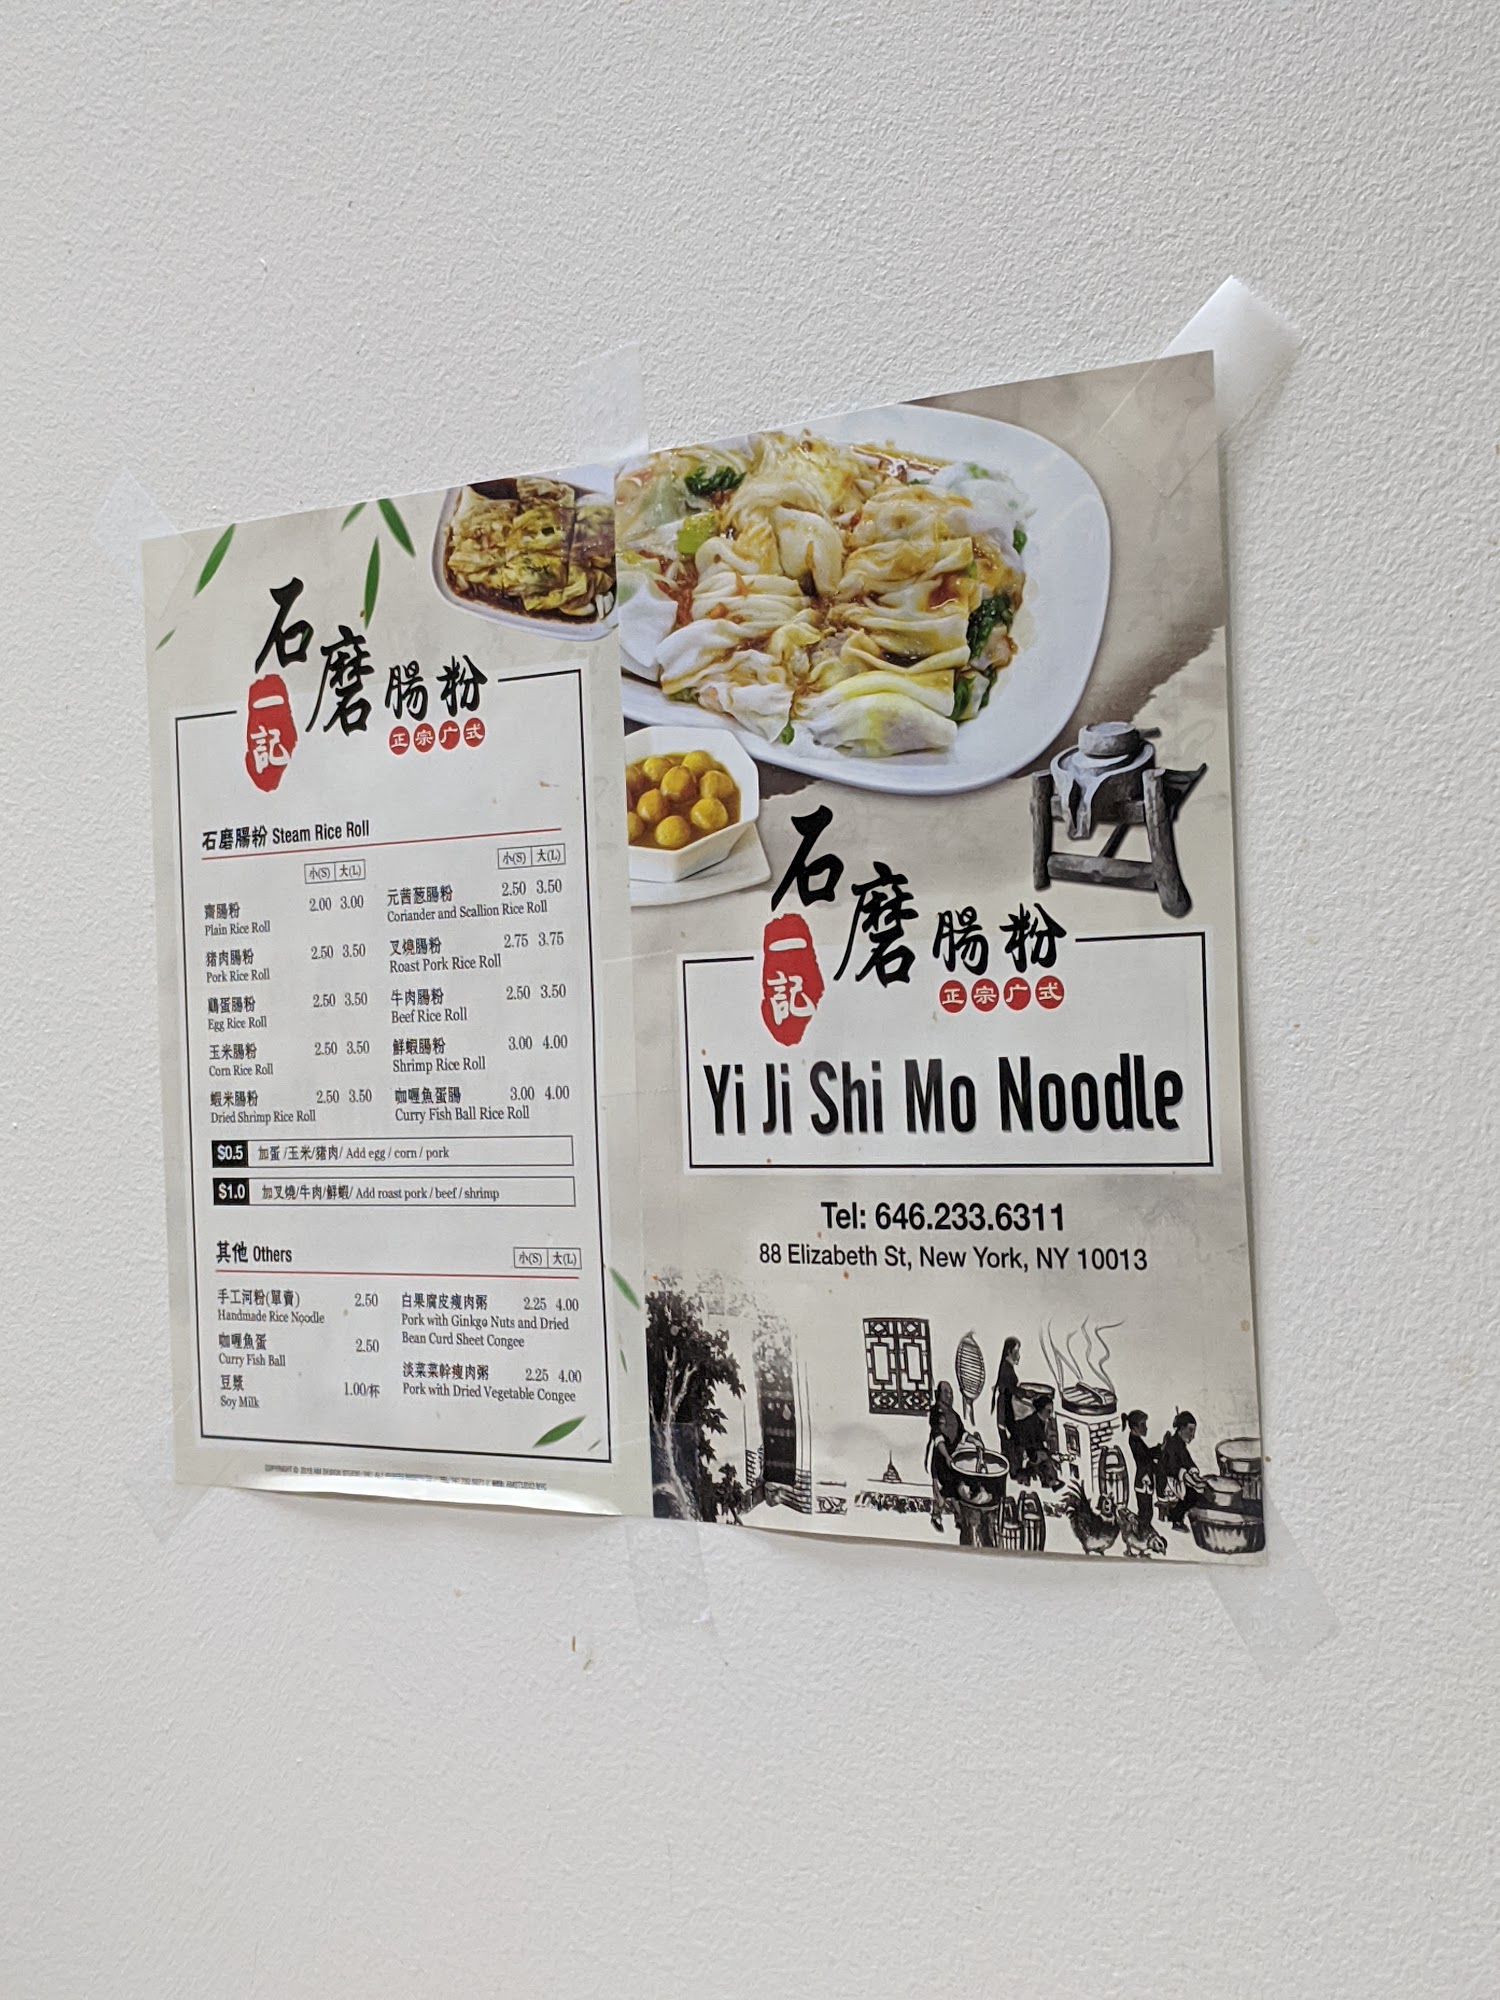 石磨腸粉
一記
正宗广式
石磨腸粉 Steam Rice Roll
小(S) 大(L)
齋腸粉 2.00 3.00
Plain Rice Roll
猪肉腸粉 2.50 3.50
Pork Rice Roll
鷄蛋腸粉 2.50 3.50
Egg Rice Roll
玉米腸粉 2.50 3.50
Corn Rice Roll
蝦米腸粉 2.50 3.50
Dried Shrimp Rice Roll
小(S) 大(L)
元茜葱腸粉 2.50 3.50
Coriander and Scallion Rice Roll
叉燒腸粉 2.75 3.75
Roast Pork Rice Roll
牛肉腸粉 2.50 3.50
Beef Rice Roll
鮮蝦腸粉 3.00 4.00
Shrimp Rice Roll
咖喱魚蛋腸 3.00 4.00
Curry Fish Ball Rice Roll
$0.5 加蛋/玉米/猪肉/ Add egg / corn / pork
$1.0 加叉燒/牛肉/鮮蝦/ Add roast pork / beef / shrimp
其他 Others
小(S) 大(L)
手工河粉(單賣) 2.50
Handmade Rice Noodle
咖喱魚蛋 2.50
Curry Fish Ball
豆漿 1.00/杯
Soy Milk
白果腐皮瘦肉粥 2.25 4.00
Pork with Ginkgo Nuts and Dried
Bean Curd Sheet Congee
淡菜菜幹瘦肉粥 2.25 4.00
Pork with Dried Vegetable Congee
石磨腸粉
一記
正宗广式
Yi Ji Shi Mo Noodle
Tel: 646.233.6311
88 Elizabeth St, New York, NY 10013